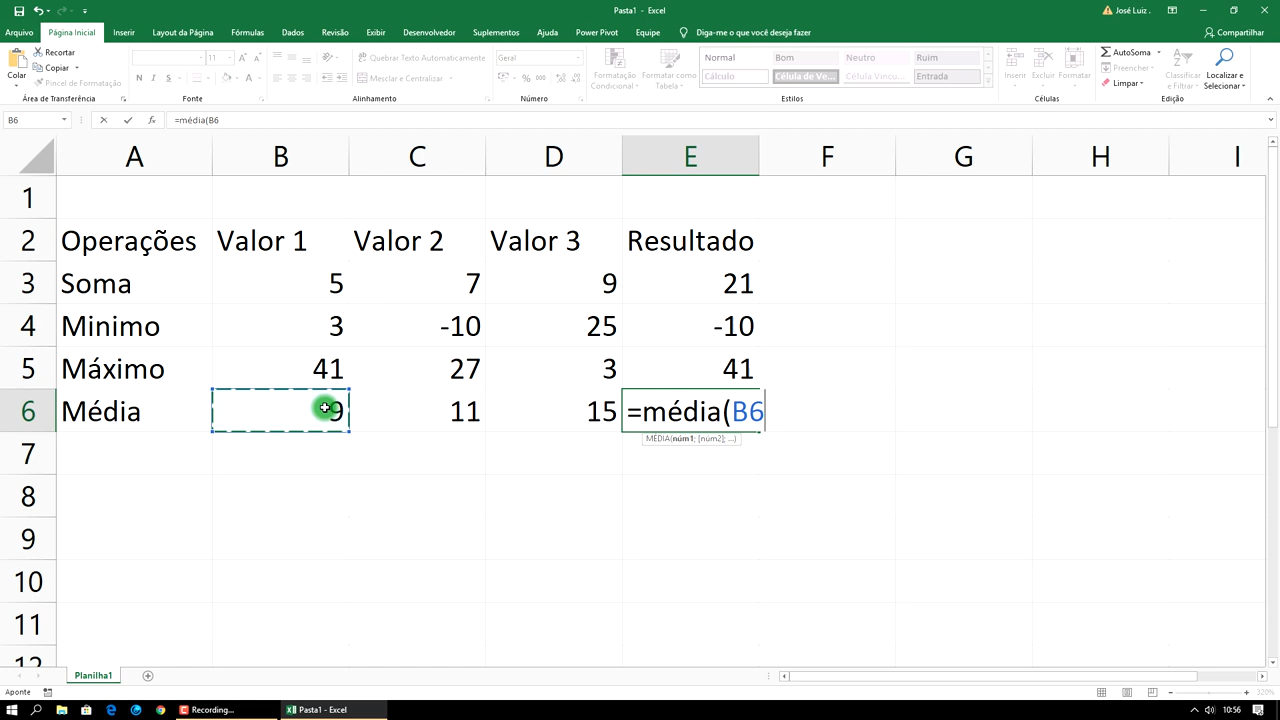 Pasta1 - Excel
José Luiz .
Arquivo Página Inicial Inserir Layout da Página Fórmulas Dados Revisão Exibir Desenvolvedor Suplementos Ajuda Power Pivot Equipe Diga-me o que você deseja fazer Compartilhar
Colar
Recortar
Copiar
Pincel de Formatação
Área de Transferência
11
N I S
Fonte
Quebrar Texto Automaticamente
Mesclar e Centralizar
Alinhamento
Geral
% 000
Número
Formatação Condicional
Formatar como Tabela
Normal Bom Neutro Ruim
Cálculo Célula de Ve... Célula Vincu... Entrada
Estilos
Inserir Excluir Formatar
Células
AutoSoma
Preencher
Limpar
Classificar e Filtrar
Localizar e Selecionar
Edição
B6 fx =média(B6
A B C D E F G H I
1
2 Operações Valor 1 Valor 2 Valor 3 Resultado
3 Soma 5 7 9 21
4 Minimo 3 -10 25 -10
5 Máximo 41 27 3 41
6 Média 9 11 15 =média(B6
MÉDIA(núm1; [núm2]; ...)
7
8
9
10
11
12
Planilha1
Aponte 320%
Recording... Pasta1 - Excel 10:56